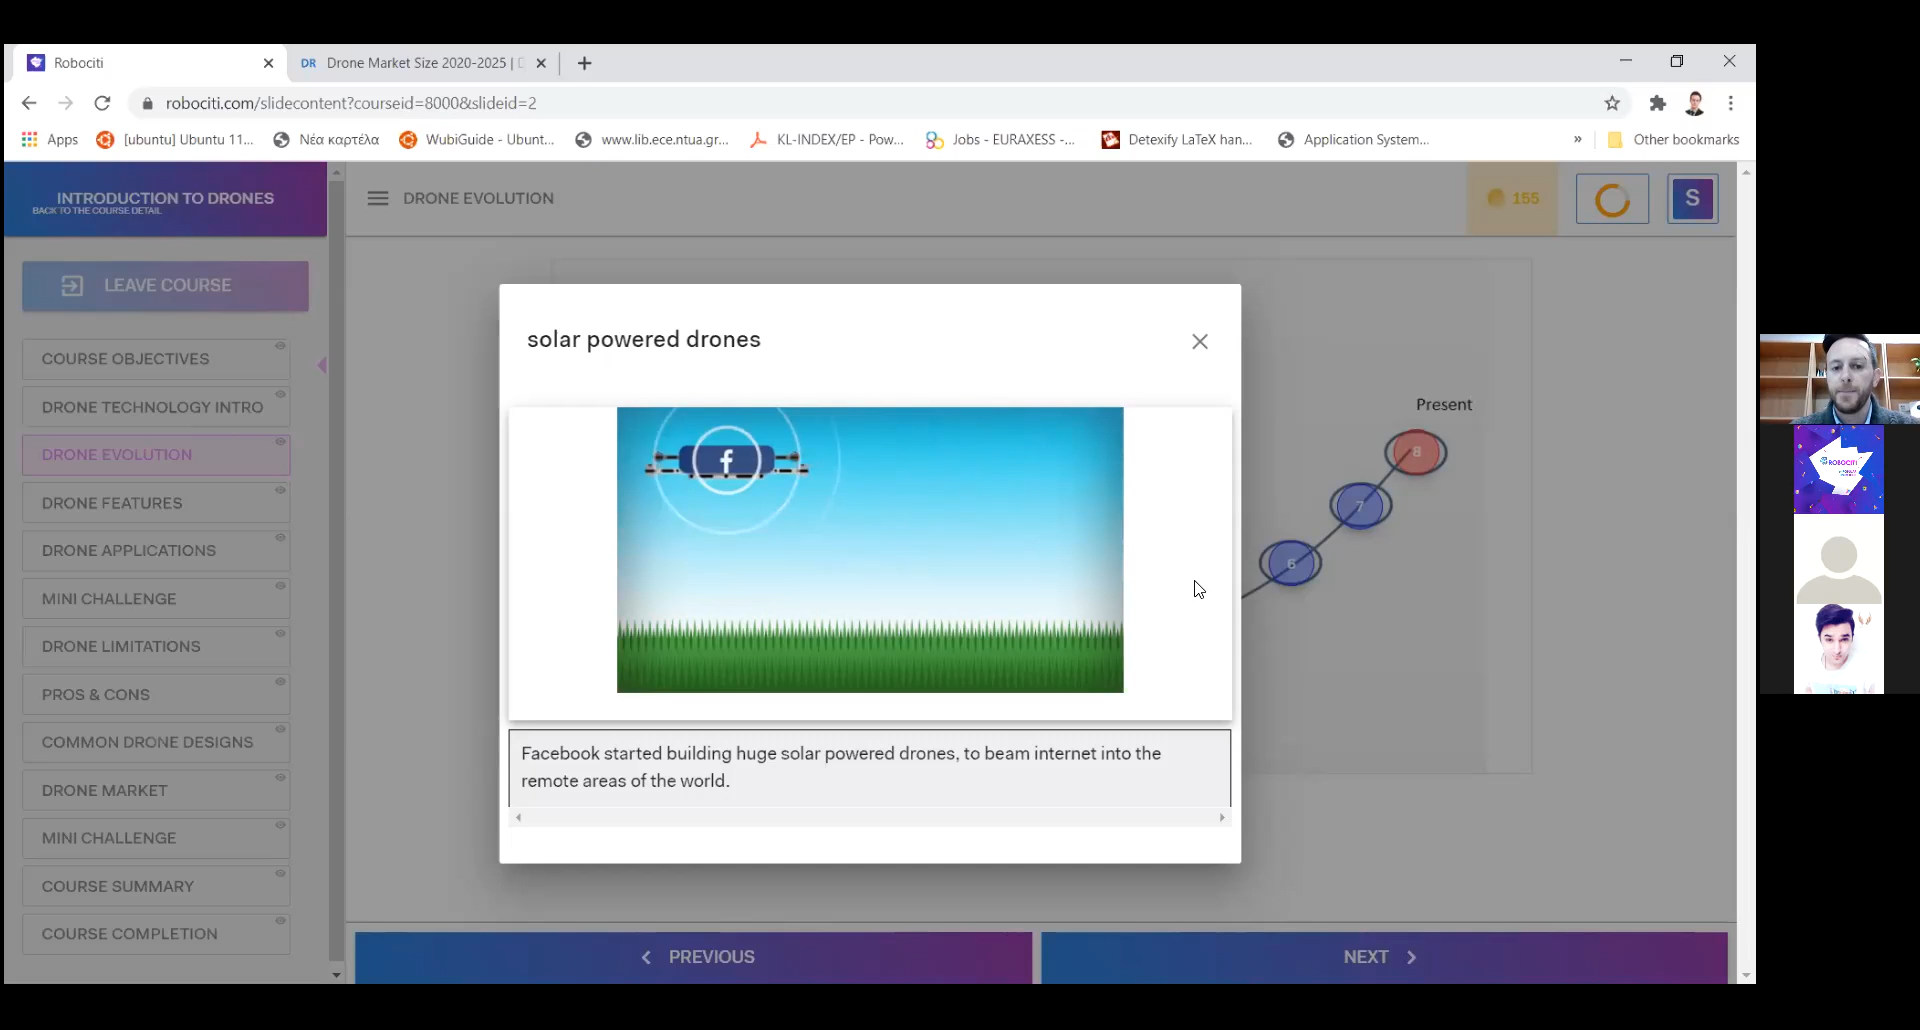 Robociti
DR Drone Market Size 2020-2025 |
robociti.com/slidecontent?courseid=8000&slideid=2
Apps
[ubuntu] Ubuntu 11...
Νέα καρτέλα
WubiGuide - Ubunt...
www.lib.ece.ntua.gr...
KL-INDEX/EP - Pow...
Jobs - EURAXESS -...
Detexify LaTeX han...
Application System...
»
Other bookmarks
INTRODUCTION TO DRONES
BACK TO THE COURSE DETAIL
DRONE EVOLUTION
155
S
LEAVE COURSE
COURSE OBJECTIVES
DRONE TECHNOLOGY INTRO
DRONE EVOLUTION
DRONE FEATURES
DRONE APPLICATIONS
MINI CHALLENGE
DRONE LIMITATIONS
PROS & CONS
COMMON DRONE DESIGNS
DRONE MARKET
MINI CHALLENGE
COURSE SUMMARY
COURSE COMPLETION
solar powered drones
f
Facebook started building huge solar powered drones, to beam internet into the
remote areas of the world.
Present
8
7
6
PREVIOUS
NEXT
ROBOCITI